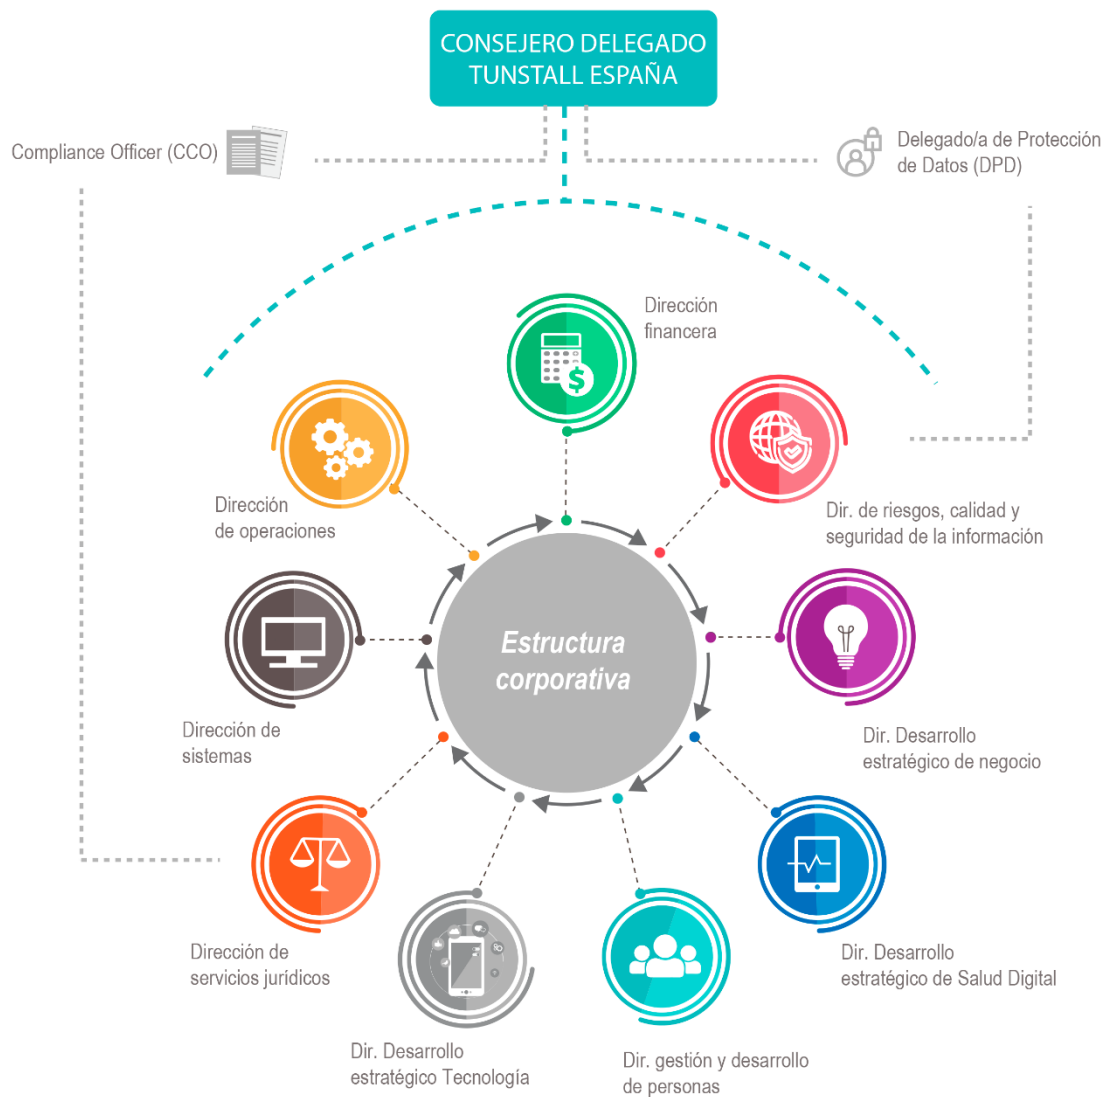 CONSEJERO DELEGADO
TUNSTALL ESPAÑA
Compliance Officer (CCO)
Delegado/a de Protección
de Datos (DPD)
Dirección
financera
Dirección
de operaciones
Dir. de riesgos, calidad y
seguridad de la información
Estructura
corporativa
Dirección de
sistemas
Dir. Desarrollo
estratégico de negocio
Dirección de
servicios jurídicos
Dir. Desarrollo
estratégico de Salud Digital
Dir. Desarrollo
estratégico Tecnología
Dir. gestión y desarrollo
de personas